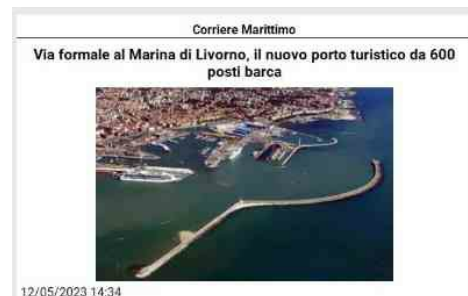 Corriere Marittimo
Via formale al Marina di Livorno, il nuovo porto turistico da 600
posti barca
12/05/2023 14:34